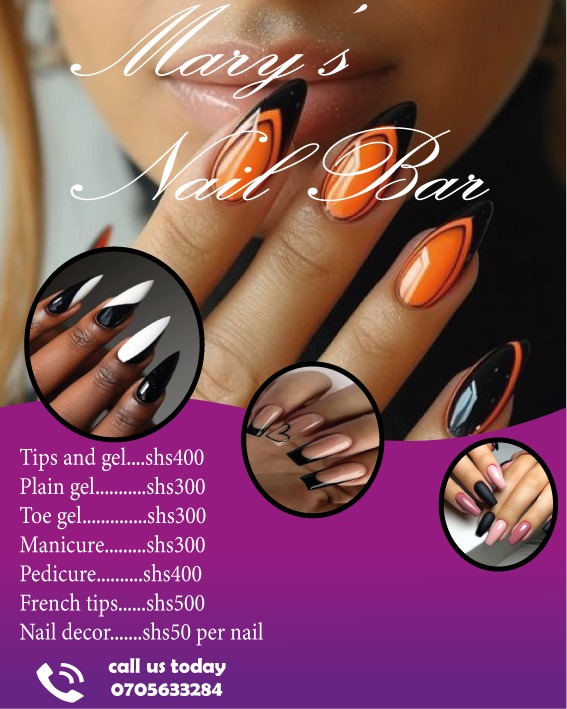 Mary's
Nail Bar
Tips and gel....shs400
Plain gel...........shs300
Toe gel..............shs300
Manicure.........shs300
Pedicure..........shs400
French tips......shs500
Nail decor.......shs50 per nail
call us today
0705633284